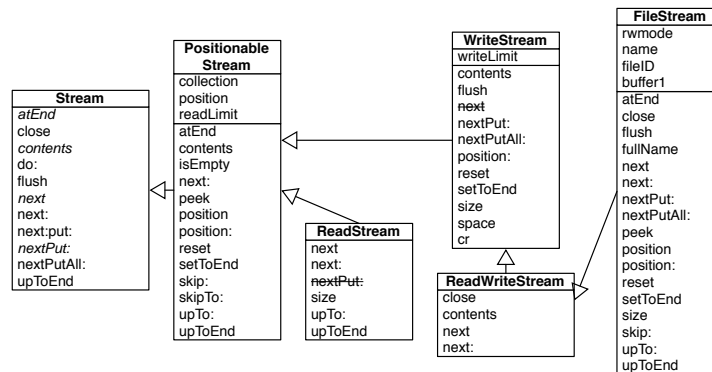 Stream
atEnd
close
contents
do:
flush
next
next:
next:put:
nextPut:
nextPutAll:
upToEnd
Positionable
Stream
collection
position
readLimit
atEnd
contents
isEmpty
next:
peek
position
position:
reset
setToEnd
skip:
skipTo:
upTo:
upToEnd
ReadStream
next
next:
nextPut:
size
upTo:
upToEnd
WriteStream
writeLimit
contents
flush
next
nextPut:
nextPutAll:
position:
reset
setToEnd
size
space
cr
ReadWriteStream
close
contents
next
next:
FileStream
rwmode
name
fileID
buffer1
atEnd
close
flush
fullName
next
next:
nextPut:
nextPutAll:
peek
position
position:
reset
setToEnd
size
skip:
upTo:
upToEnd